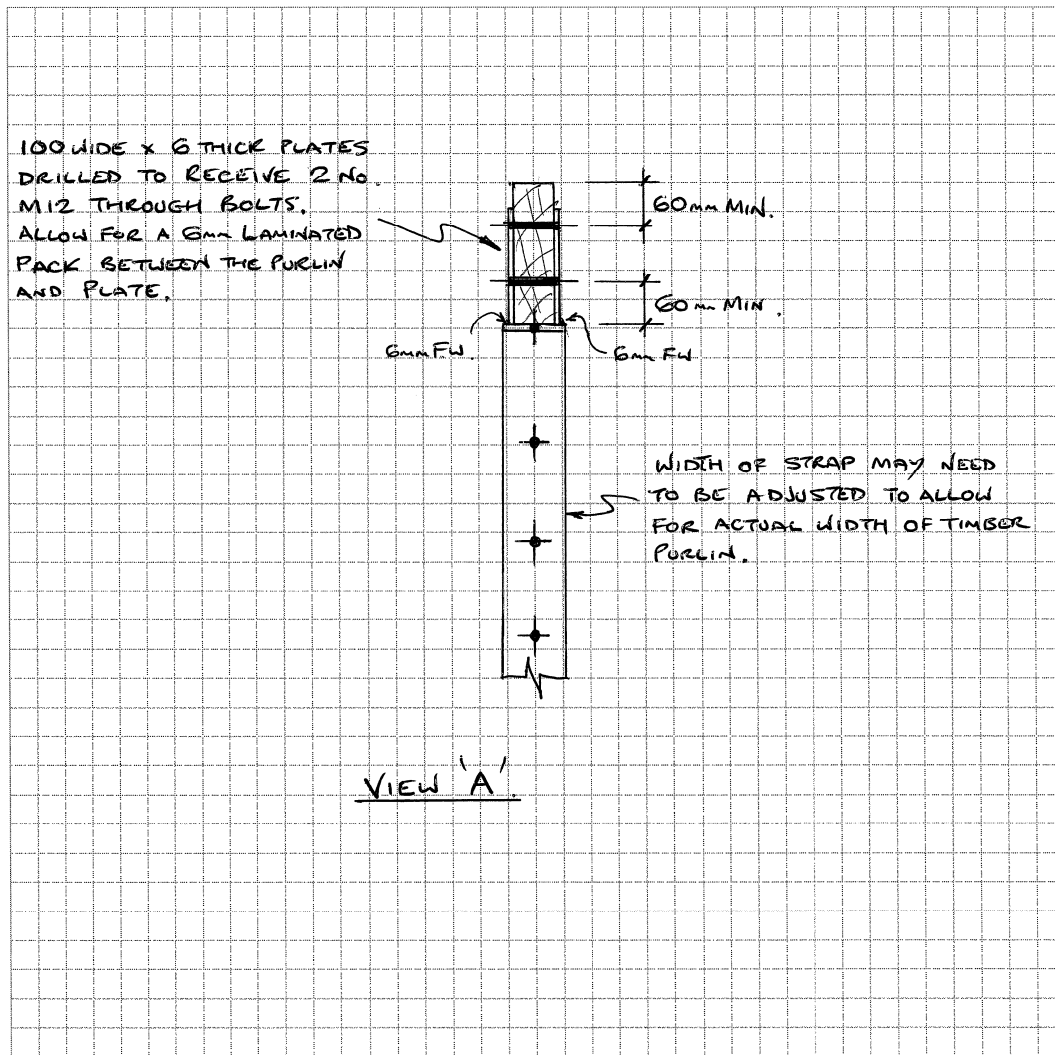 100 WIDE x 6 THICK PLATES
DRILLED TO RECEIVE 2 No.
M12 THROUGH BOLTS.
ALLOW FOR A 6mm LAMINATED
PACK BETWEEN THE PURLIN
AND PLATE.
60mm MIN.
60mm MIN.
6mm FW.
6mm FW
WIDTH OF STRAP MAY NEED
TO BE ADJUSTED TO ALLOW
FOR ACTUAL WIDTH OF TIMBER
PURLIN.
VIEW 'A'.